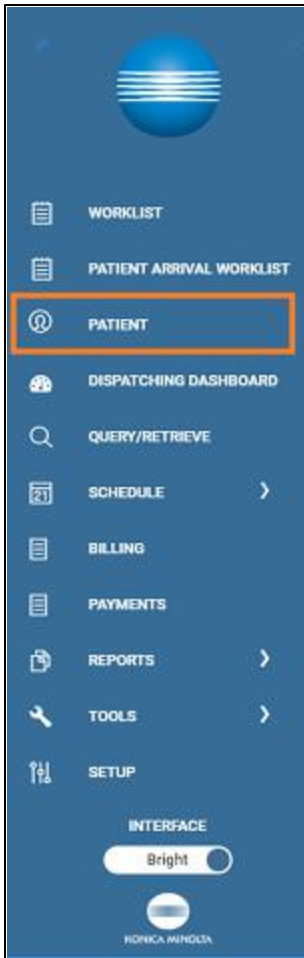 WORKLIST
PATIENT ARRIVAL WORKLIST
PATIENT
DISPATCHING DASHBOARD
QUERY/RETRIEVE
21 SCHEDULE
BILLING
PAYMENTS
REPORTS
TOOLS
SETUP
INTERFACE
Bright
KONICA MINOLTA